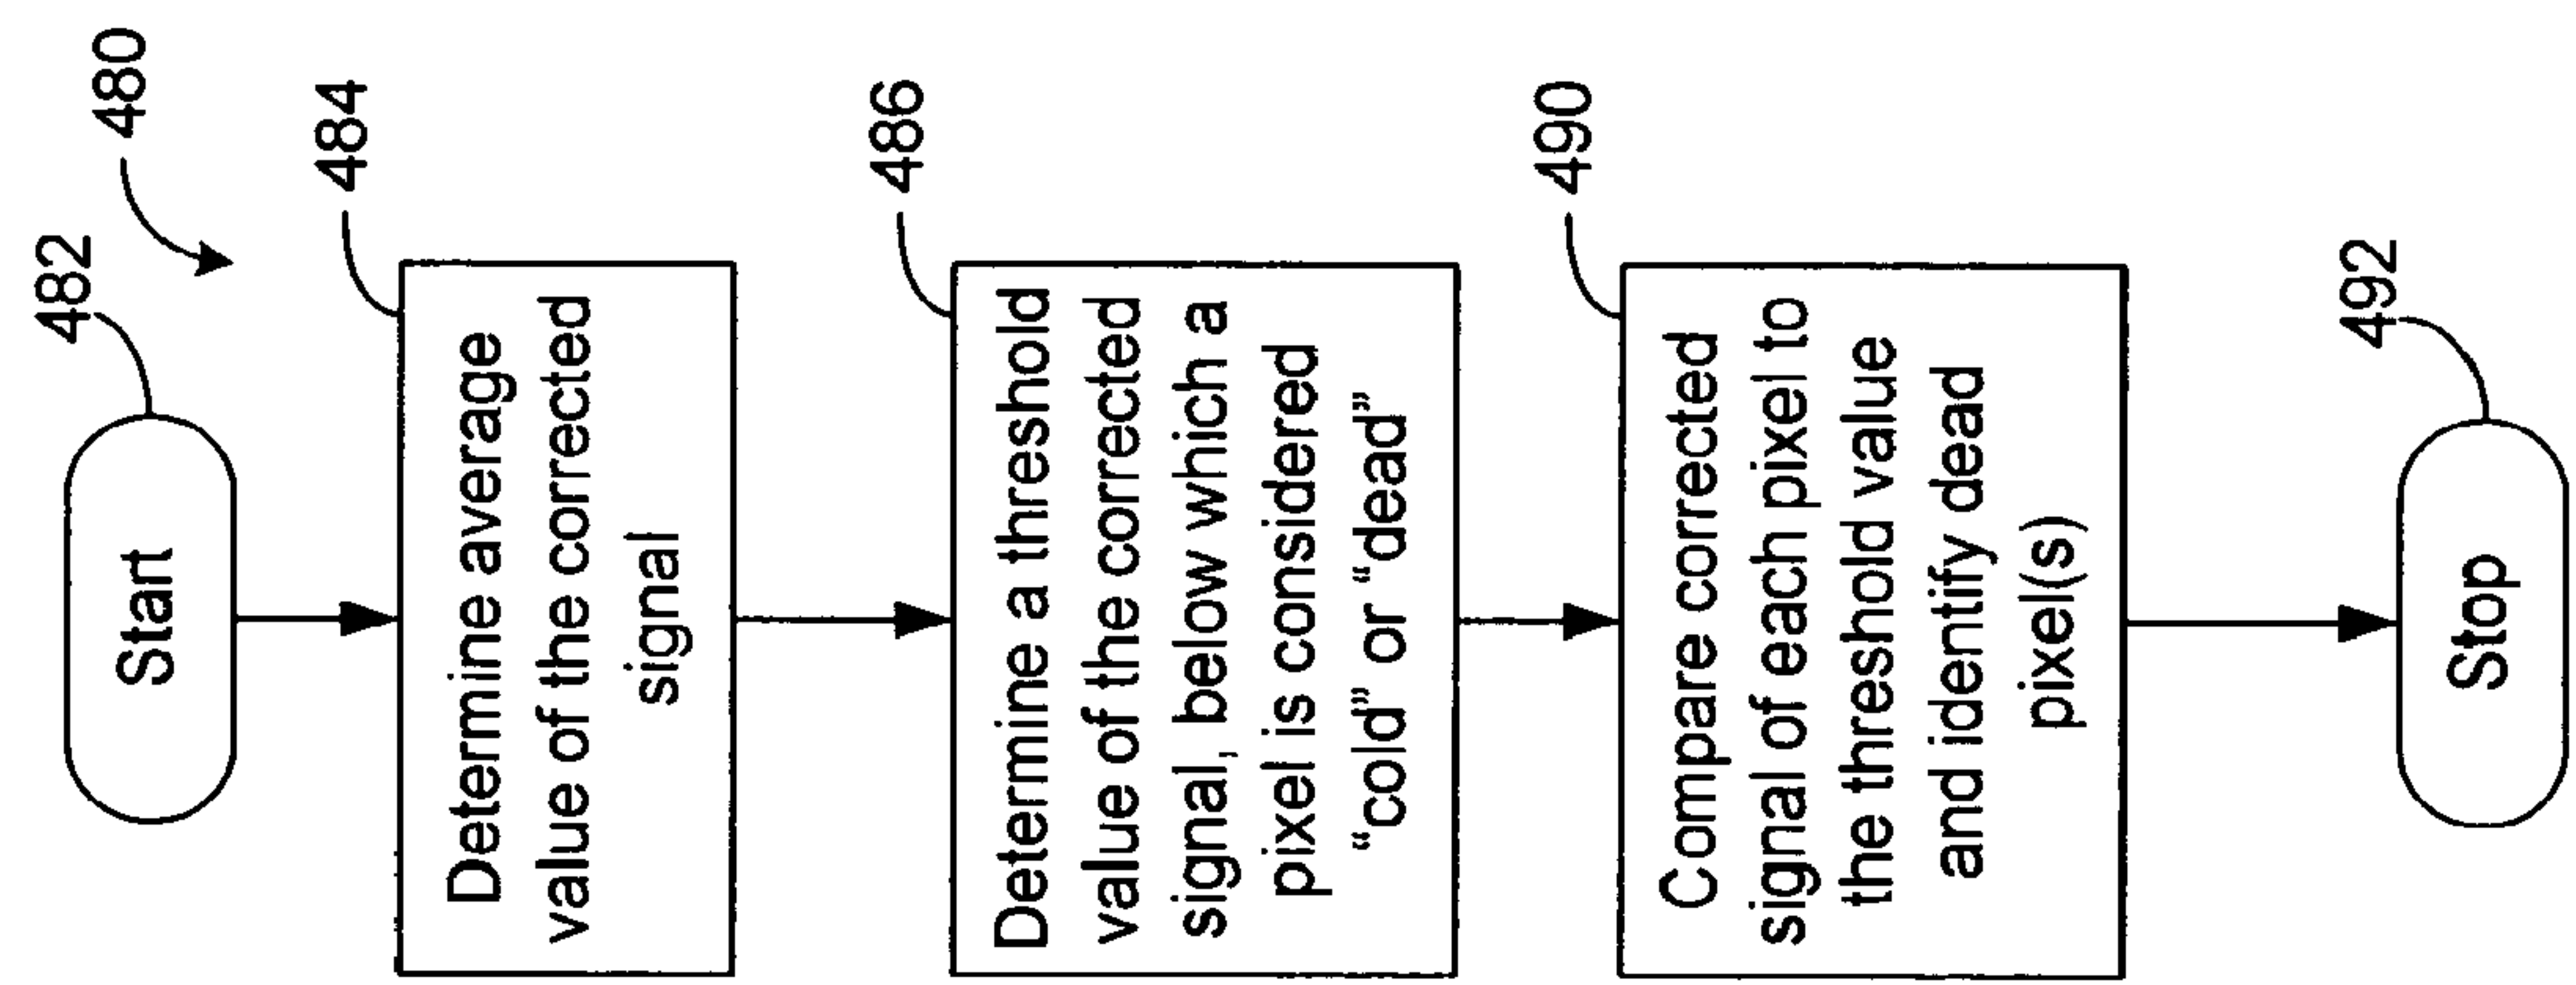 480
482
Start
484
Determine average
value of the corrected
signal
486
Determine a threshold
value of the corrected
signal, below which a
pixel is considered
“cold” or “dead”
490
Compare corrected
signal of each pixel to
the threshold value
and identify dead
pixel(s)
492
Stop